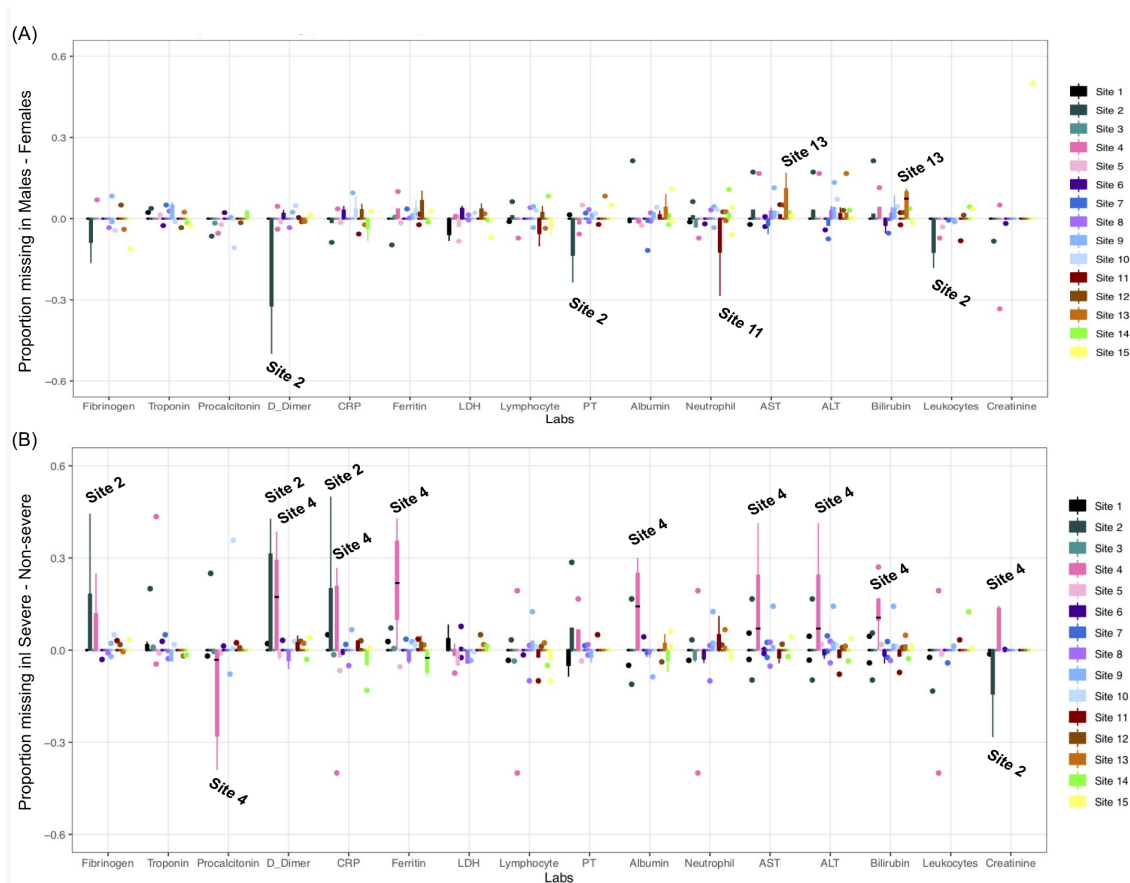 (A)
Proportion missing in Males - Females
0.6
0.3
0.0
−0.3
−0.6
Site 2
Site 2
Site 11
Site 13
Site 13
Site 2
Fibrinogen Troponin Procalcitonin D_Dimer CRP Ferritin LDH Lymphocyte PT Albumin Neutrophil AST ALT Bilirubin Leukocytes Creatinine
Labs
Site 1
Site 2
Site 3
Site 4
Site 5
Site 6
Site 7
Site 8
Site 9
Site 10
Site 11
Site 12
Site 13
Site 14
Site 15
(B)
Proportion missing inl Severe - Non-severe
0.6
0.3
0.0
−0.3
−0.6
Site 2
Site 4
Site 2
Site 4
Site 2
Site 4
Site 4
Site 4
Site 4
Site 4
Site 4
Site 4
Site 2
Fibrinogen Troponin Procalcitonin D_Dimer CRP Ferritin LDH Lymphocyte PT Albumin Neutrophil AST ALT Bilirubin Leukocytes Creatinine
Labs
Site 1
Site 2
Site 3
Site 4
Site 5
Site 6
Site 7
Site 8
Site 9
Site 10
Site 11
Site 12
Site 13
Site 14
Site 15